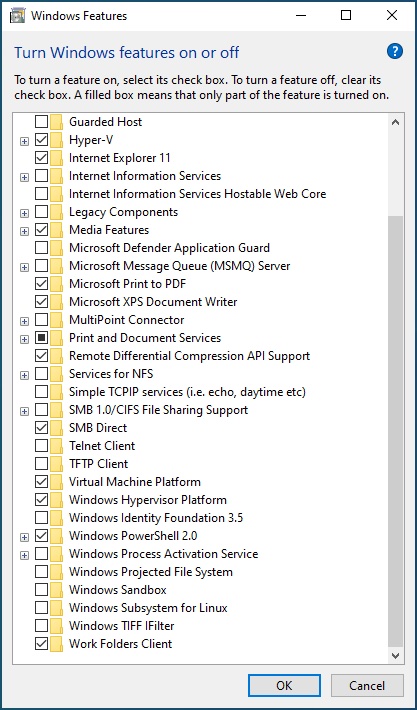 Windows Features
Turn Windows features on or off
To turn a feature on, select its check box. To turn a feature off, clear its
check box. A filled box means that only part of the feature is turned on.
Guarded Host
Hyper-V
Internet Explorer 11
Internet Information Services
Internet Information Services Hostable Web Core
Legacy Components
Media Features
Microsoft Defender Application Guard
Microsoft Message Queue (MSMQ) Server
Microsoft Print to PDF
Microsoft XPS Document Writer
MultiPoint Connector
Print and Document Services
Remote Differential Compression API Support
Services for NFS
Simple TCPIP services (i.e. echo, daytime etc)
SMB 1.0/CIFS File Sharing Support
SMB Direct
Telnet Client
TFTP Client
Virtual Machine Platform
Windows Hypervisor Platform
Windows Identity Foundation 3.5
Windows PowerShell 2.0
Windows Process Activation Service
Windows Projected File System
Windows Sandbox
Windows Subsystem for Linux
Windows TIFF IFilter
Work Folders Client
OK
Cancel